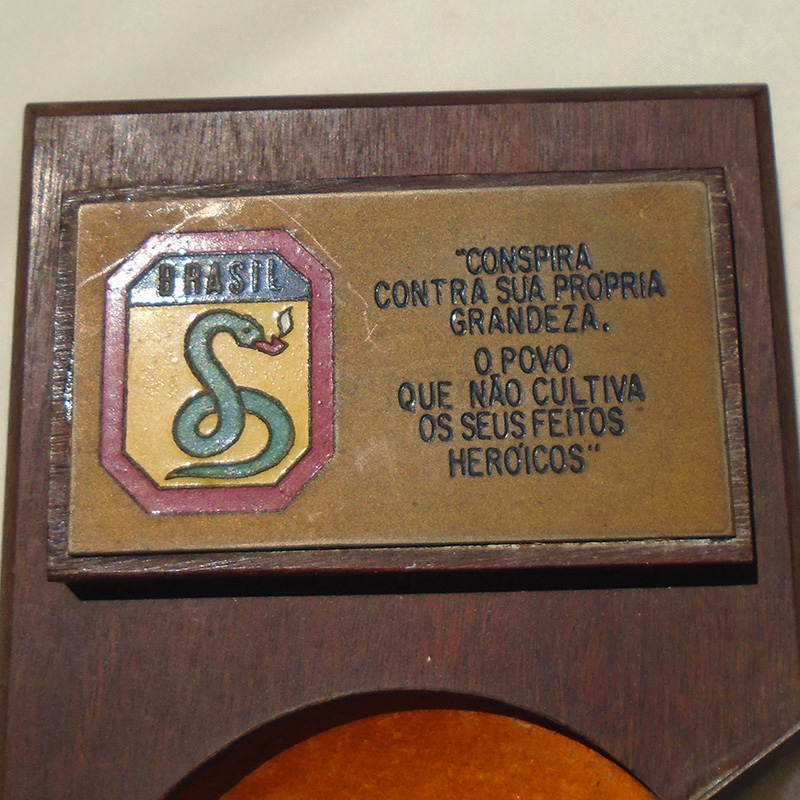 BRASIL
"CONSPIRA
CONTRA SUA PRÓPRIA
GRANDEZA.
O POVO
QUE NÃO CULTIVA
OS SEUS FEITOS
HERÓICOS"